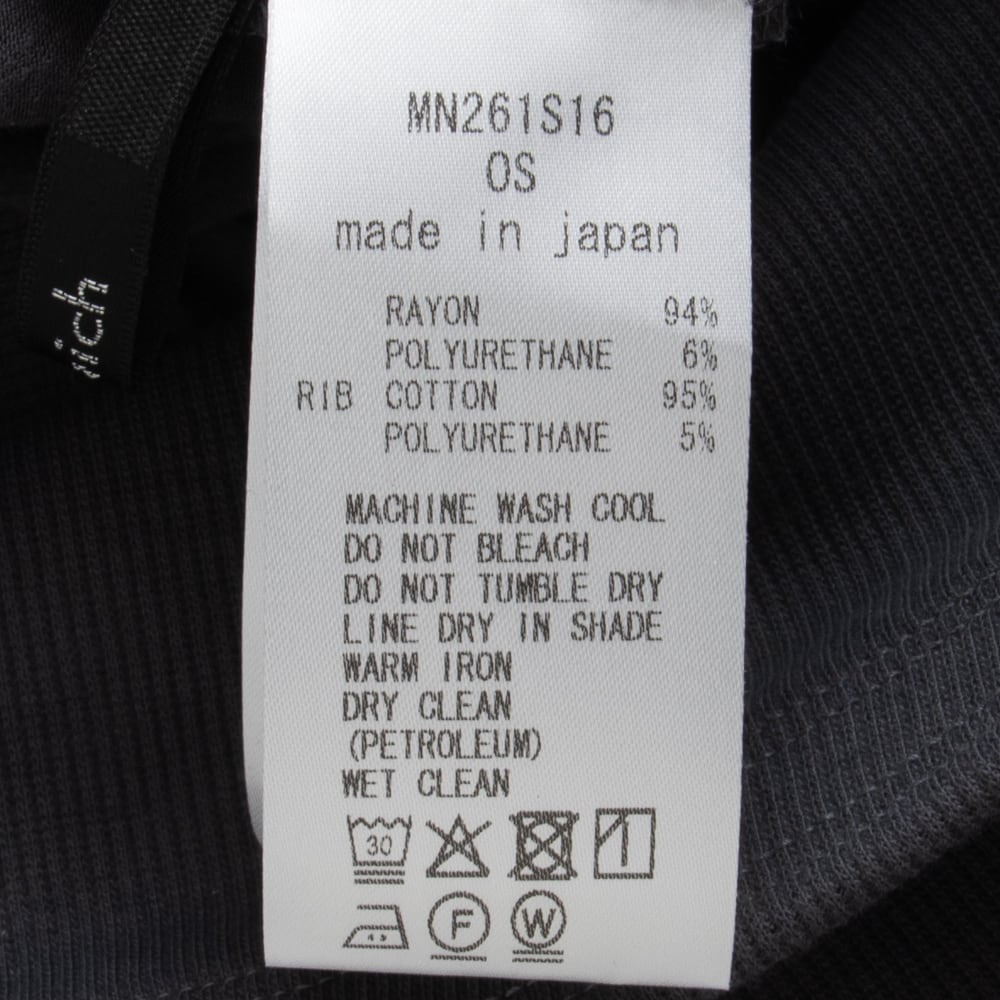 MN261S16
OS
made in japan
RAYON 94%
POLYURETHANE 6%
RIB COTTON 95%
POLYURETHANE 5%
MACHINE WASH COOL
DO NOT BLEACH
DO NOT TUMBLE DRY
LINE DRY IN SHADE
WARM IRON
DRY CLEAN
(PETROLEUM)
WET CLEAN
30
F W